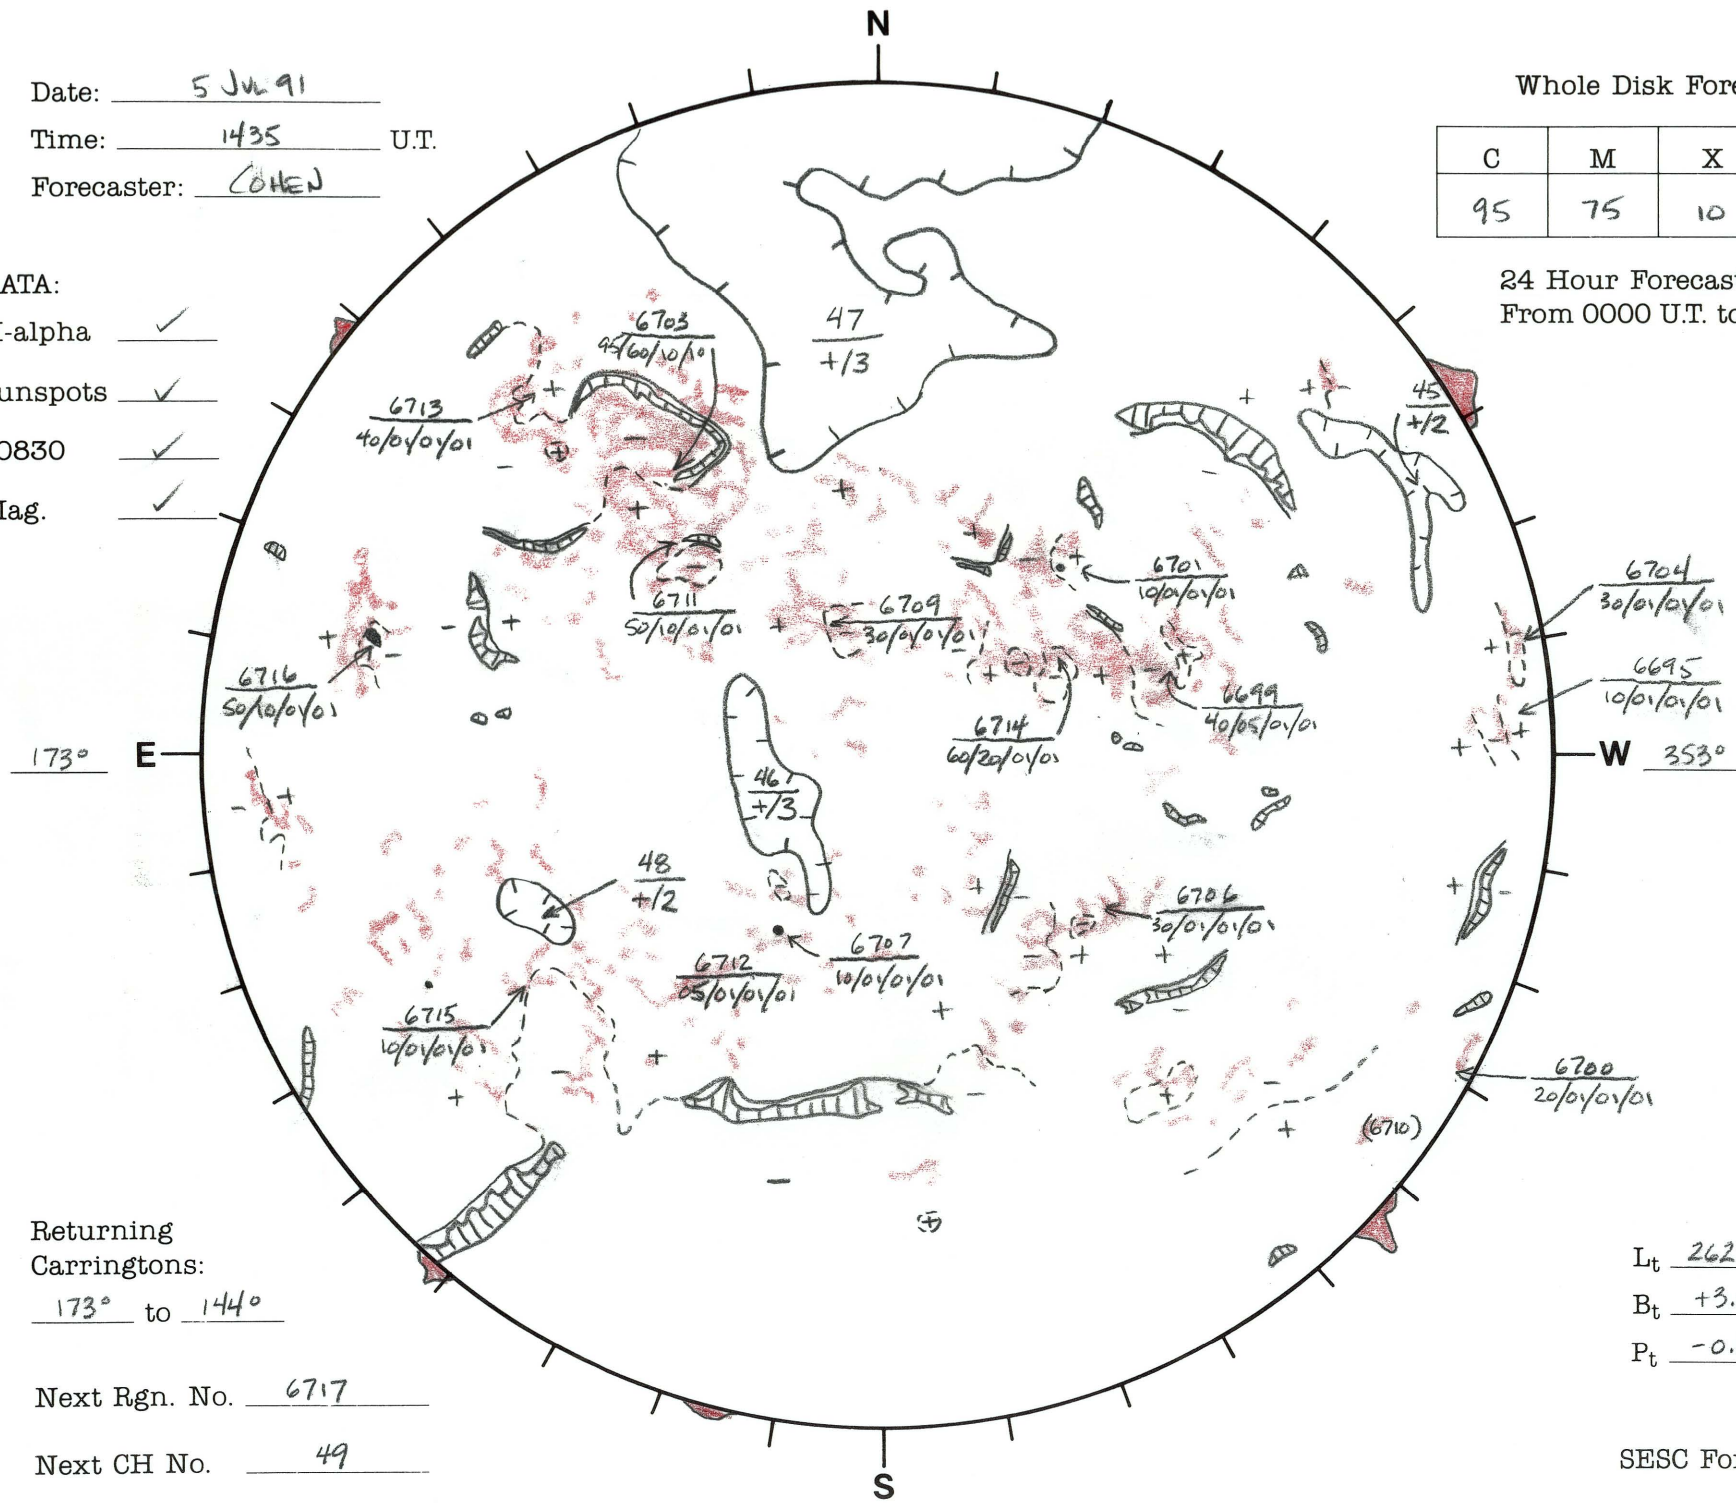 N
Date: 5 JUL 91
Time: 1435 U.T.
Forecaster: COHEN
Whole Disk Fore
C M X
95 75 10
24 Hour Forecas
From 0000 U.T. to
ATA:
I-alpha ✓
unspots ✓
0830 ✓
Mag. ✓
47
+/3
6703
95/60/10/10
6713
40/01/01/01
45
+/2
6701
10/01/01/01
6704
30/01/01/01
6711
50/10/01/01
6709
30/01/01/01
6716
50/10/01/01
6695
10/01/01/01
6699
40/05/01/01
6714
60/20/01/01
173° E
W 353°
46
+/3
48
+/2
6706
30/01/01/01
6707
10/01/01/01
6712
05/01/01/01
6715
10/01/01/01
6700
20/01/01/01
(6710)
Returning
Carringtons:
173° to 144°
Next Rgn. No. 6717
Next CH No. 49
Lt 262
Bt +3.
Pt -0.
SESC For
S